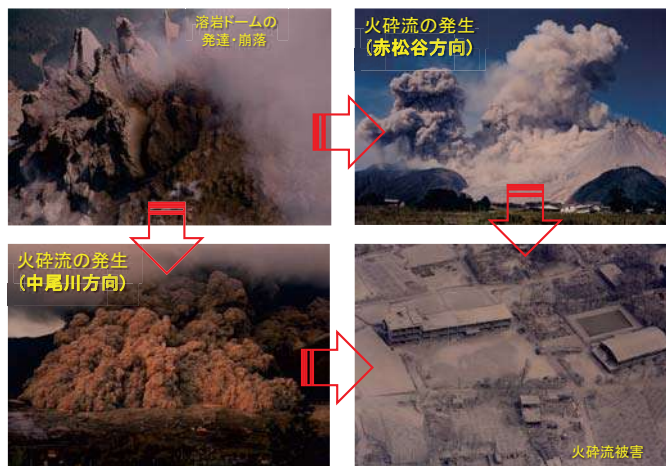 溶岩ドームの
発達・崩落
火砕流の発生
(赤松谷方向)
火砕流の発生
(中尾川方向)
火砕流被害